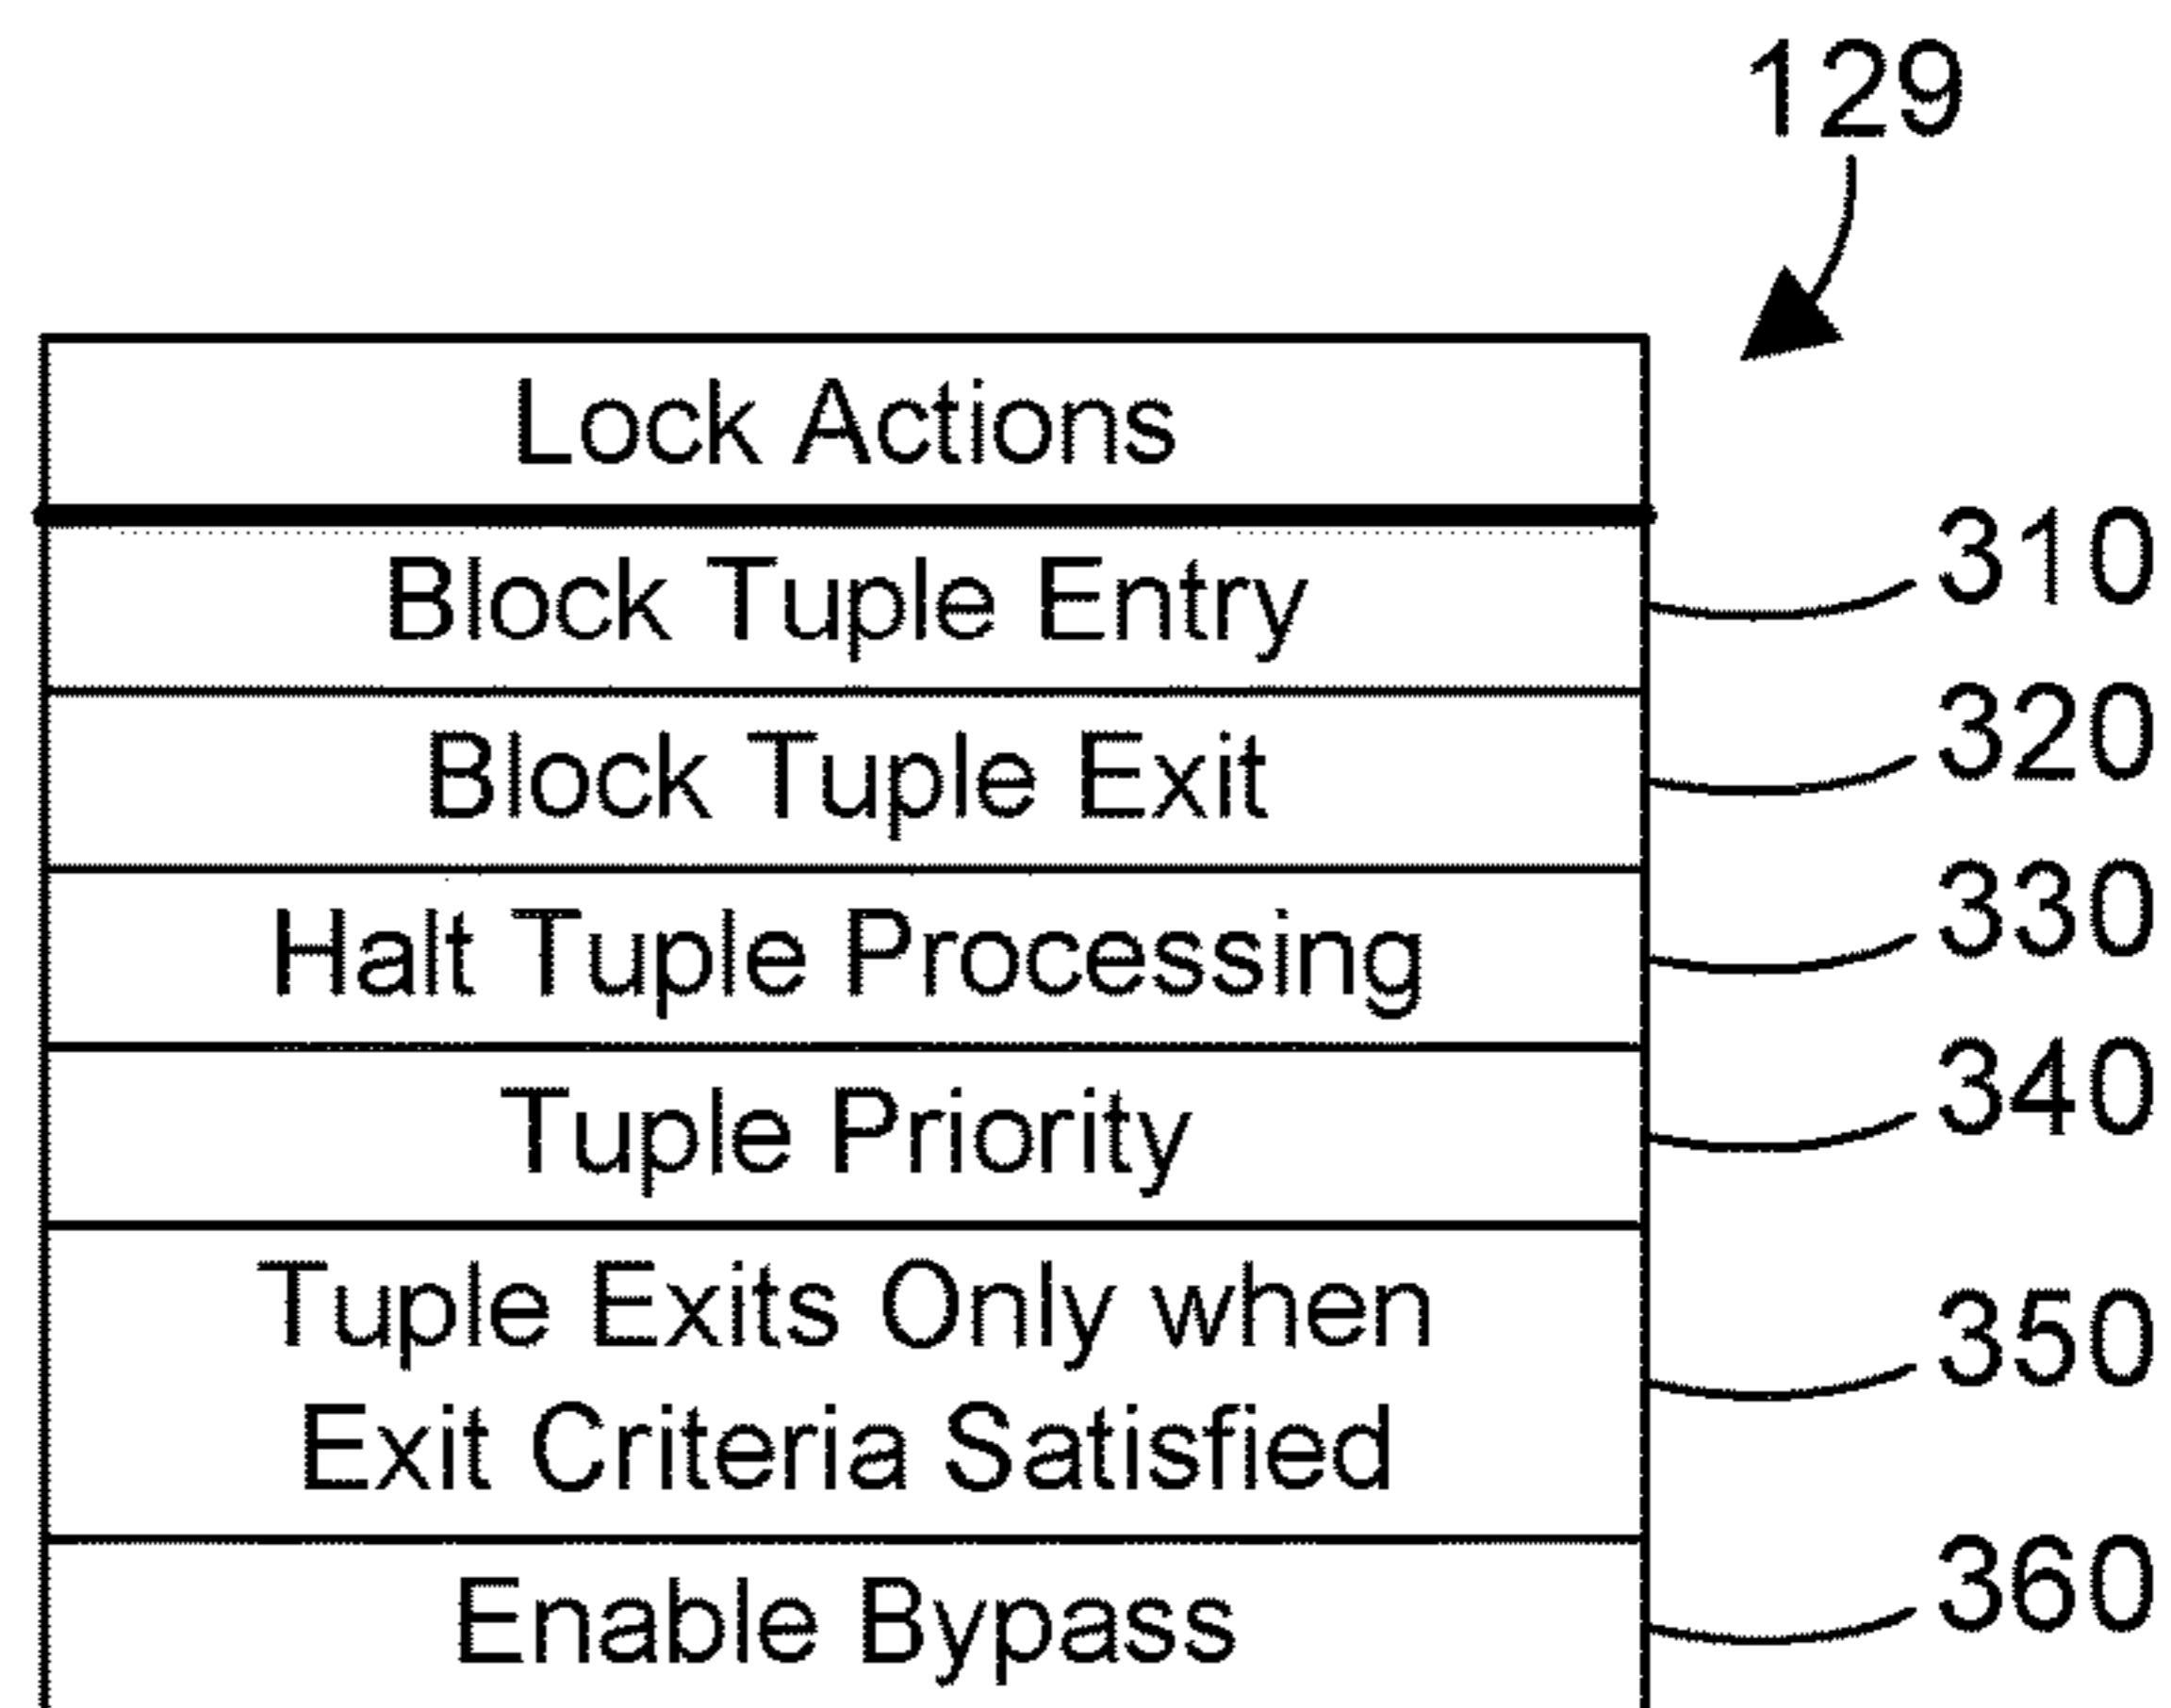 129
Lock Actions
Block Tuple Entry 310
Block Tuple Exit 320
Halt Tuple Processing 330
Tuple Priority 340
Tuple Exits Only when
Exit Criteria Satisfied 350
Enable Bypass 360